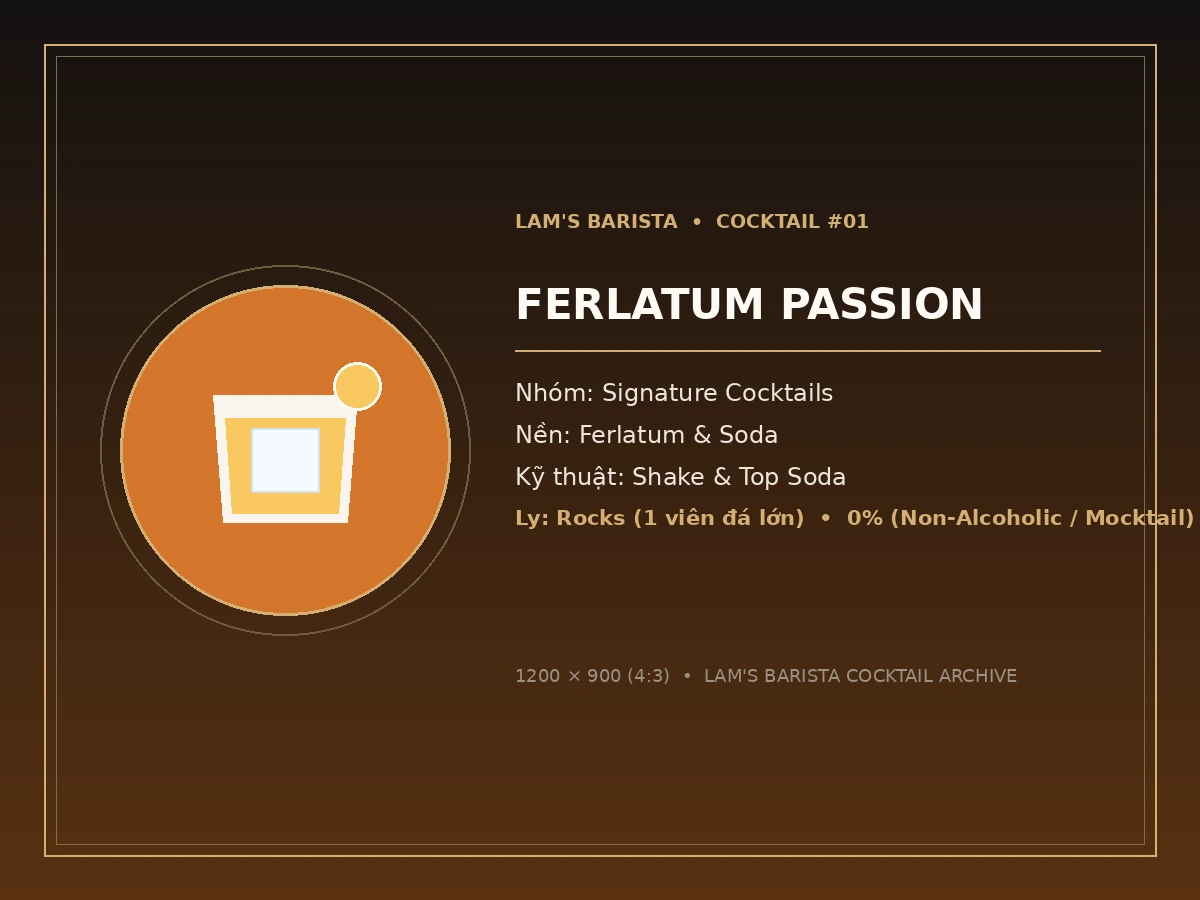 LAM'S BARISTA • COCKTAIL #01
FERLATUM PASSION
Nhóm: Signature Cocktails
Nền: Ferlatum & Soda
Kỹ thuật: Shake & Top Soda
Ly: Rocks (1 viên đá lớn) • 0% (Non-Alcoholic / Mocktail)
1200 × 900 (4:3) • LAM'S BARISTA COCKTAIL ARCHIVE